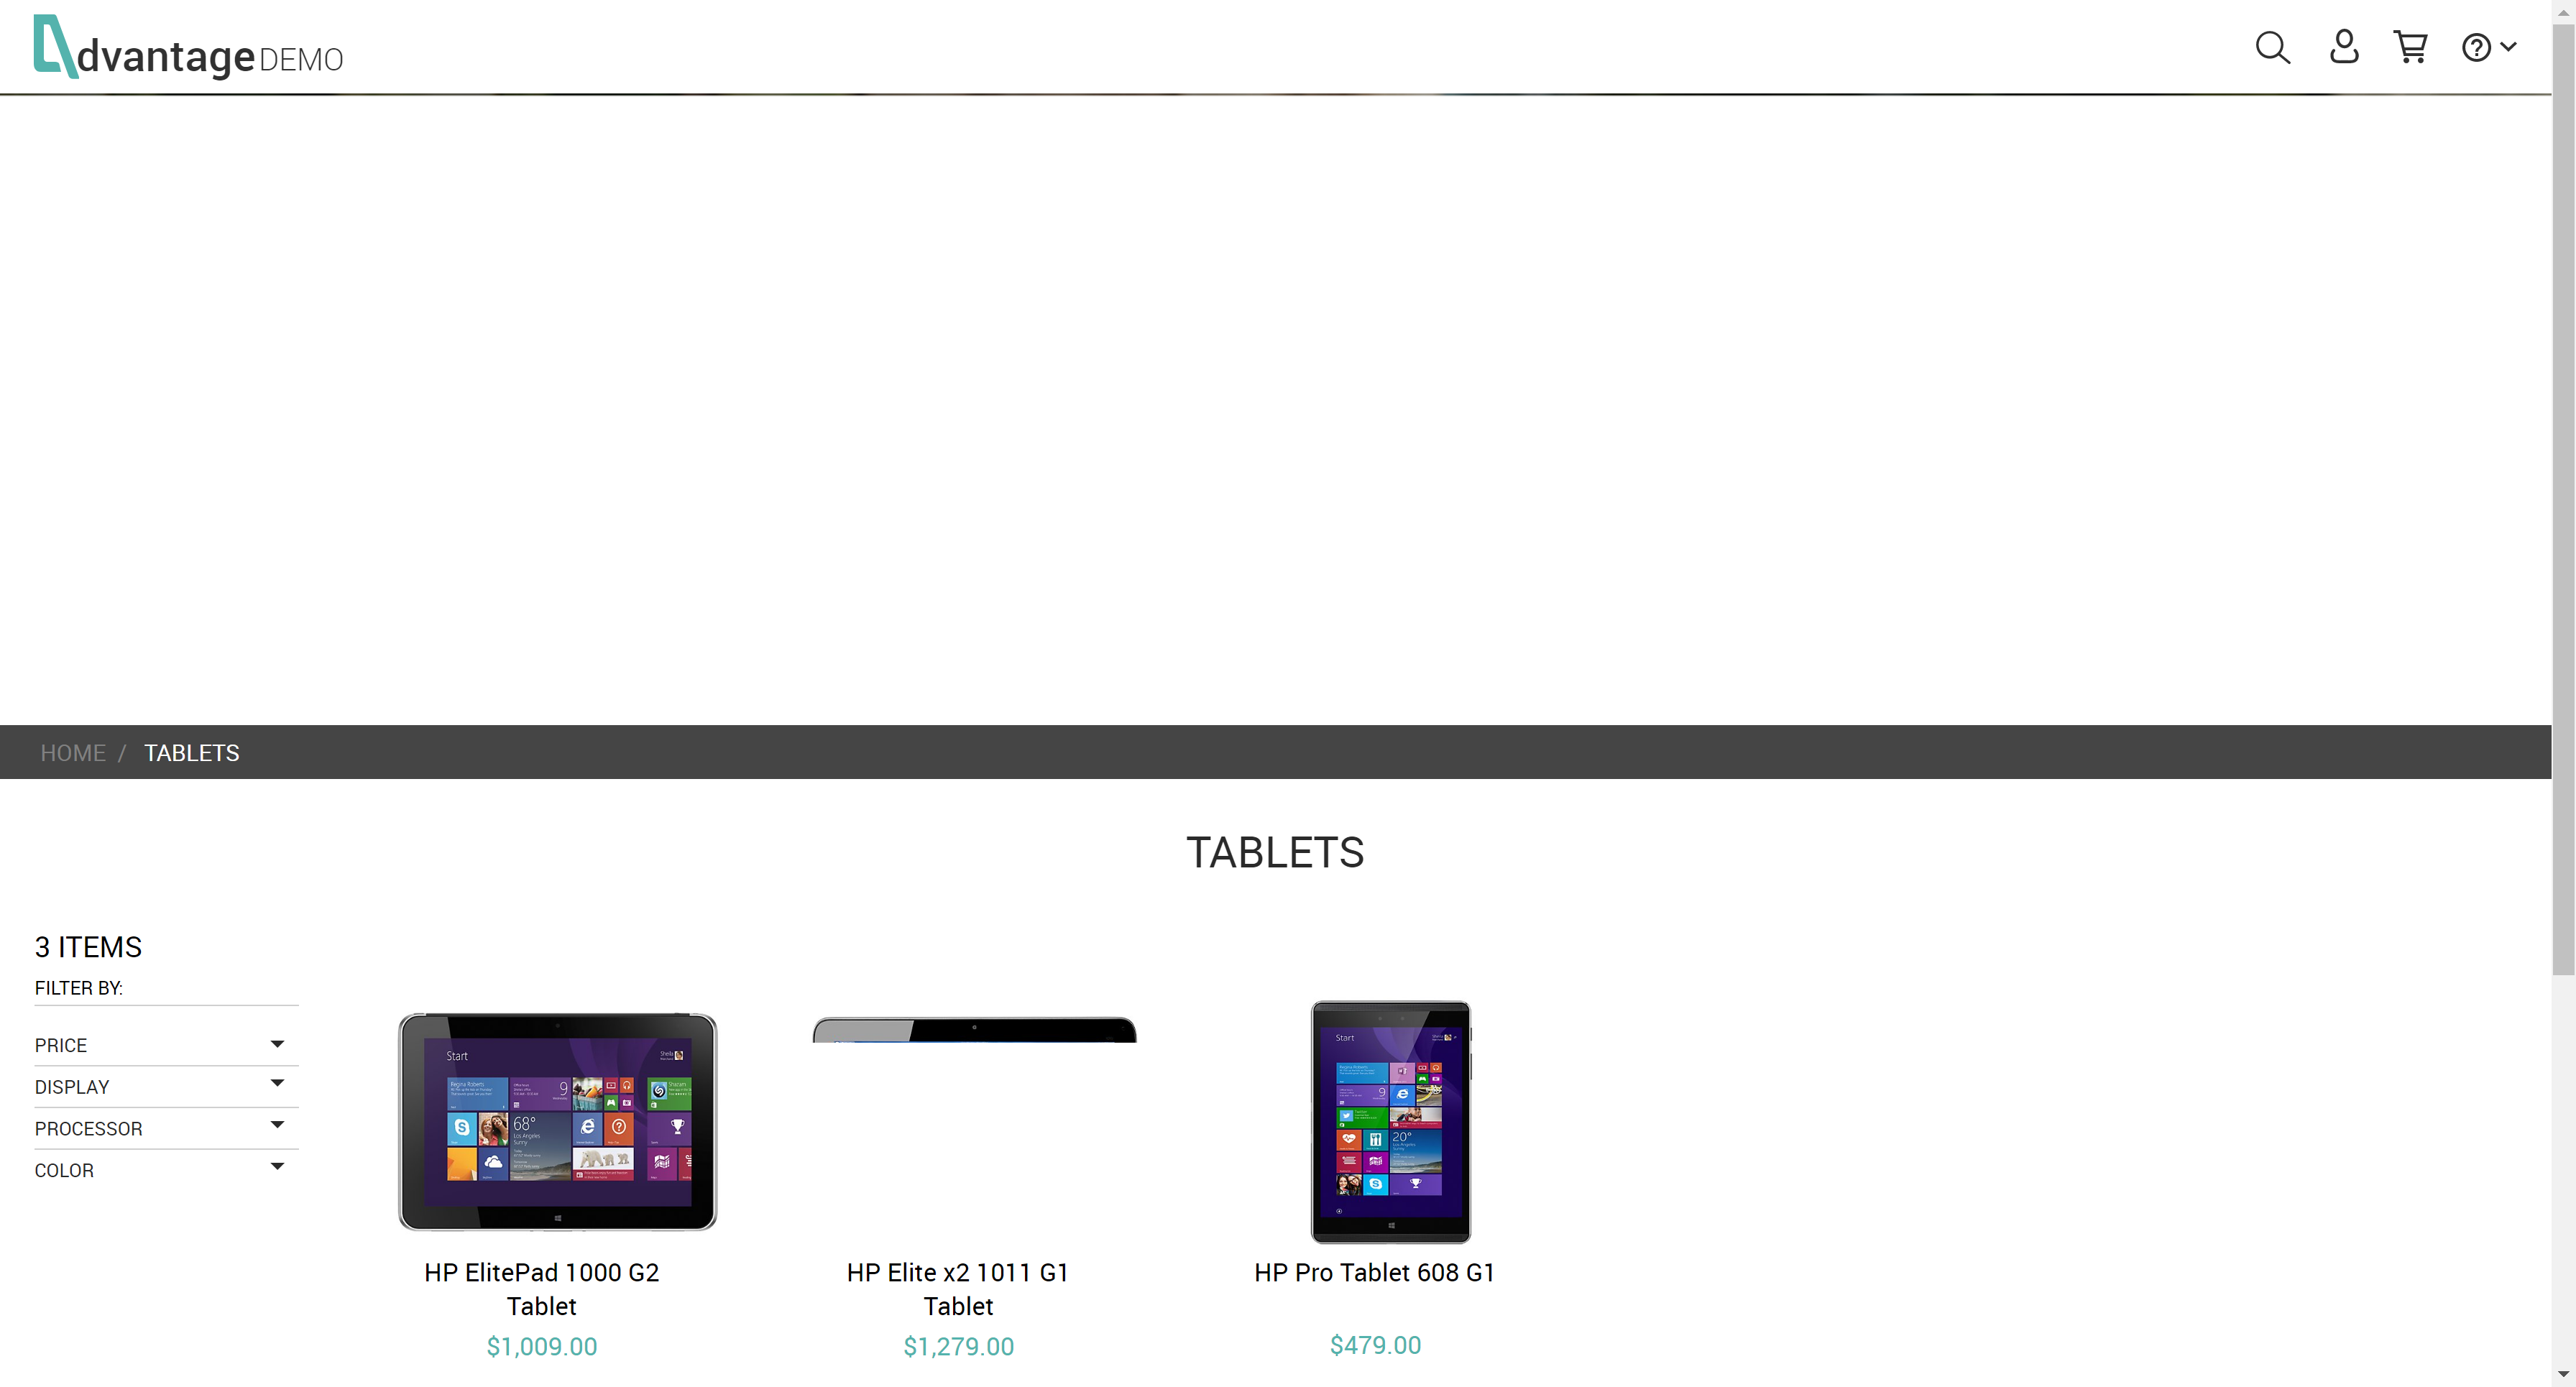 dvantage DEMO
HOME / TABLETS
TABLETS
3 ITEMS
FILTER BY:
PRICE
DISPLAY
PROCESSOR
COLOR
Start
68°
Start
20°
HP ElitePad 1000 G2
Tablet
$1,009.00
HP Elite x2 1011 G1
Tablet
$1,279.00
HP Pro Tablet 608 G1
$479.00